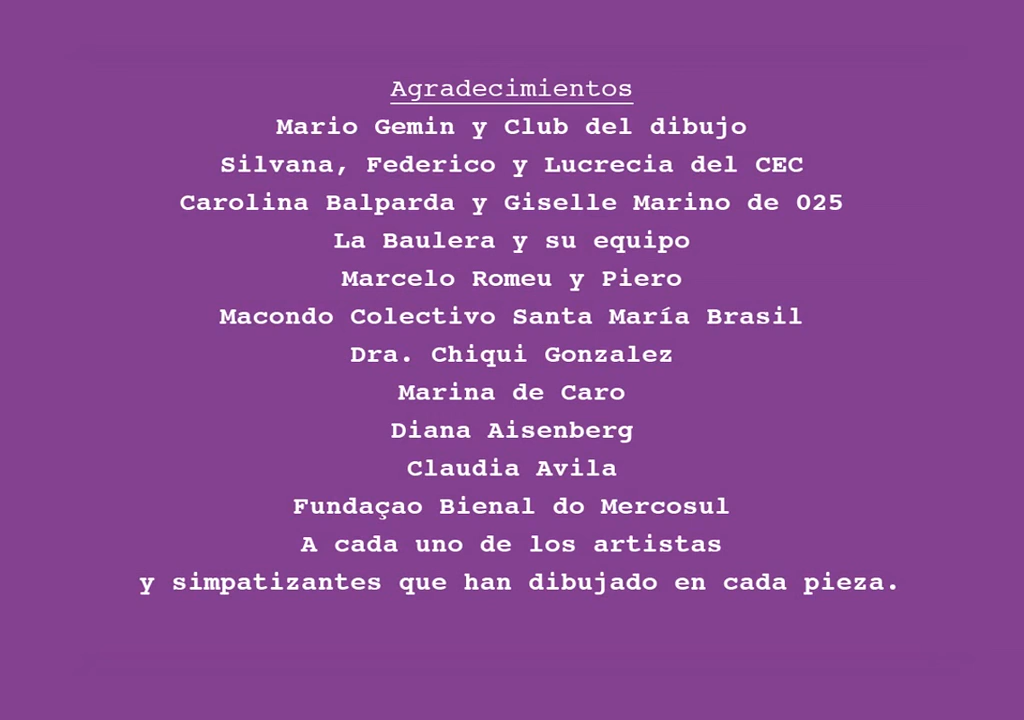 Agradecimientos
Mario Gemin y Club del dibujo
Silvana, Federico y Lucrecia del CEC
Carolina Balparda y Giselle Marino de 025
La Baulera y su equipo
Marcelo Romeu y Piero
Macondo Colectivo Santa María Brasil
Dra. Chiqui Gonzalez
Marina de Caro
Diana Aisenberg
Claudia Avila
Fundaçao Bienal do Mercosul
A cada uno de los artistas
y simpatizantes que han dibujado en cada pieza.